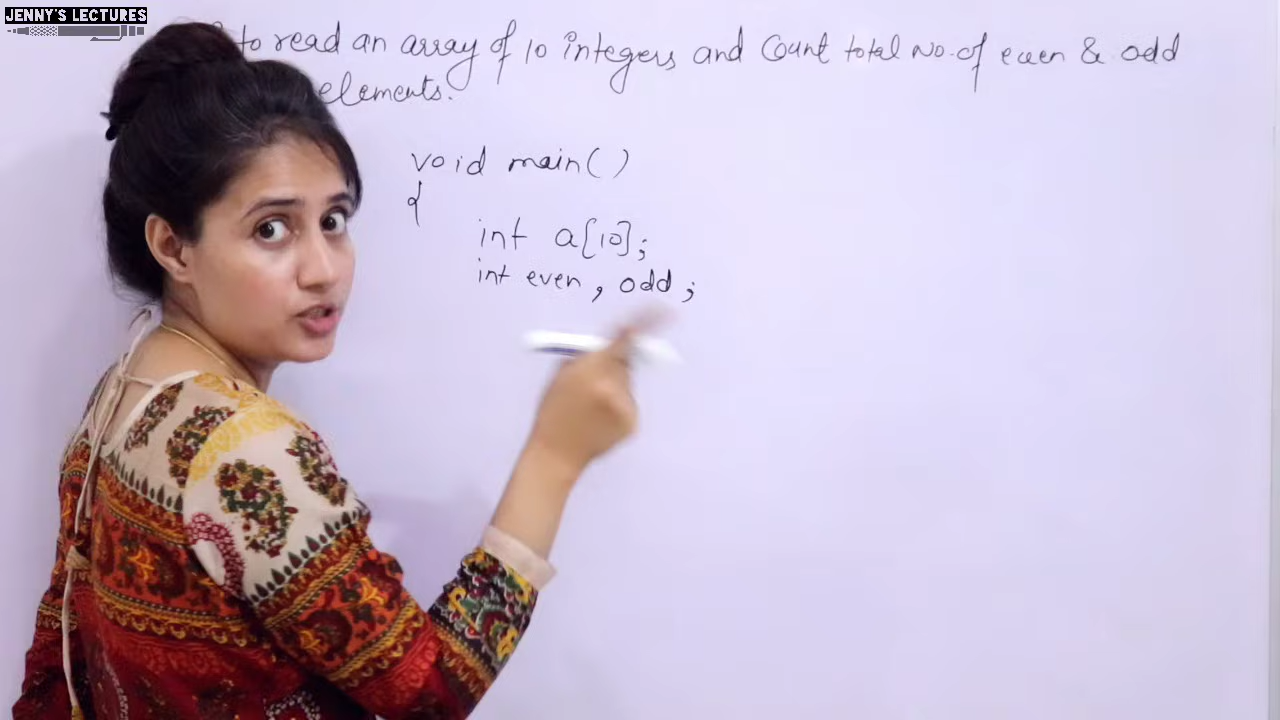 JENNY'S LECTURES
to read an array of 10 integers and Count total No. of even & odd
elements.
void main()
{
int a[10];
int even, odd;